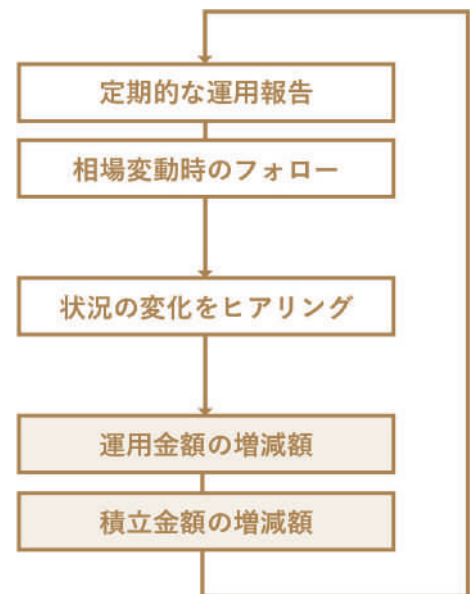 定期的な運用報告
相場変動時のフォロー
状況の変化をヒアリング
運用金額の増減額
積立金額の増減額